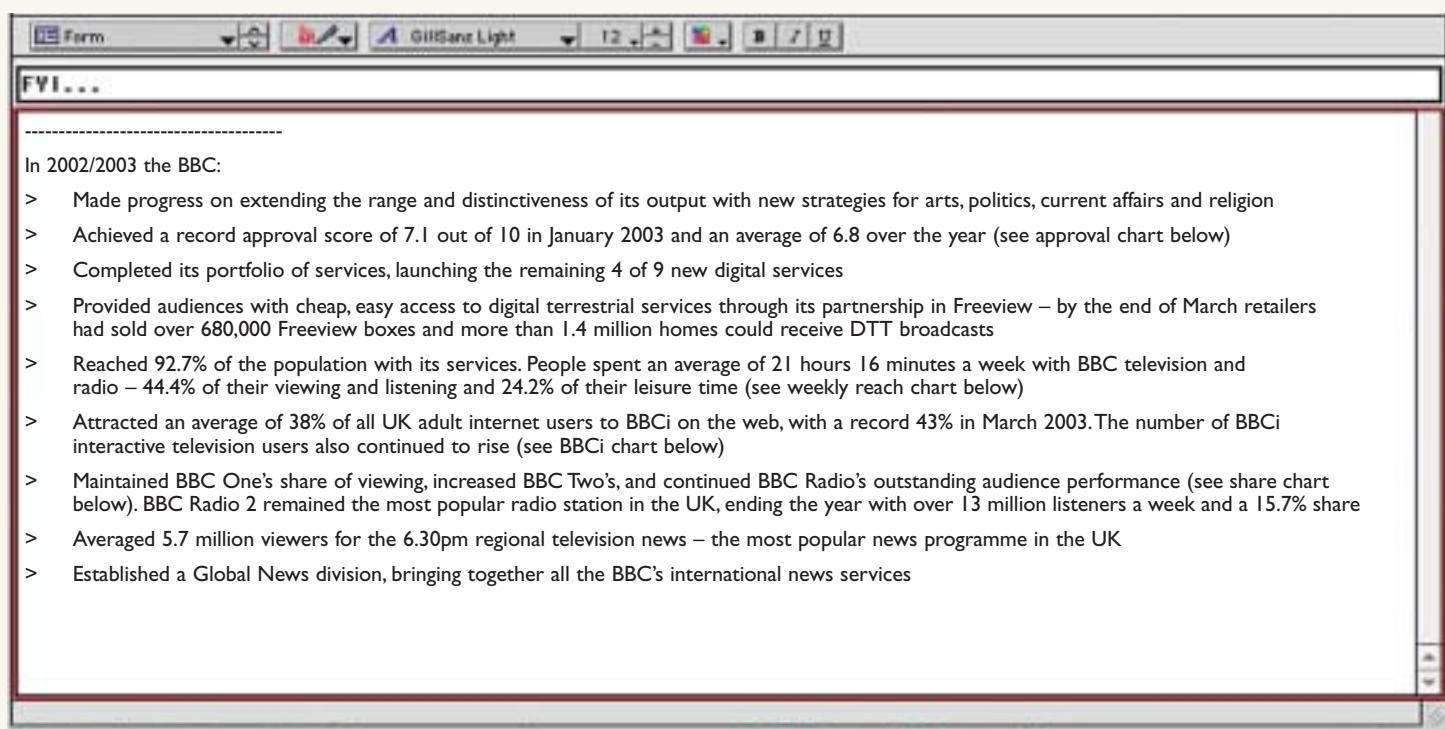 Form GillSans Light 12 B I U
FYI...
--------------------------------------
In 2002/2003 the BBC:
> Made progress on extending the range and distinctiveness of its output with new strategies for arts, politics, current affairs and religion
> Achieved a record approval score of 7.1 out of 10 in January 2003 and an average of 6.8 over the year (see approval chart below)
> Completed its portfolio of services, launching the remaining 4 of 9 new digital services
> Provided audiences with cheap, easy access to digital terrestrial services through its partnership in Freeview – by the end of March retailers
had sold over 680,000 Freeview boxes and more than 1.4 million homes could receive DTT broadcasts
> Reached 92.7% of the population with its services. People spent an average of 21 hours 16 minutes a week with BBC television and
radio – 44.4% of their viewing and listening and 24.2% of their leisure time (see weekly reach chart below)
> Attracted an average of 38% of all UK adult internet users to BBCi on the web, with a record 43% in March 2003. The number of BBCi
interactive television users also continued to rise (see BBCi chart below)
> Maintained BBC One’s share of viewing, increased BBC Two’s, and continued BBC Radio’s outstanding audience performance (see share chart
below). BBC Radio 2 remained the most popular radio station in the UK, ending the year with over 13 million listeners a week and a 15.7% share
> Averaged 5.7 million viewers for the 6.30pm regional television news – the most popular news programme in the UK
> Established a Global News division, bringing together all the BBC’s international news services